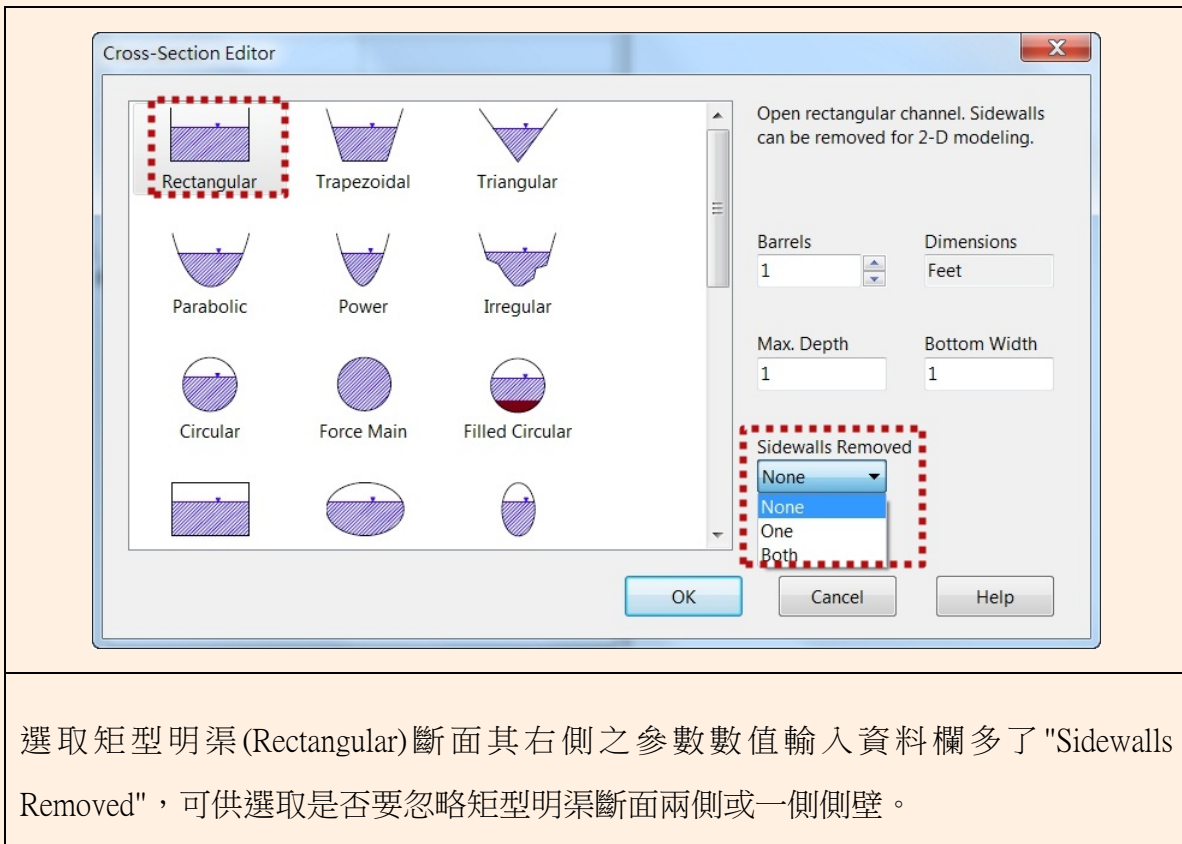 Cross-Section Editor
X
Rectangular
Trapezoidal
Triangular
Parabolic
Power
Irregular
Circular
Force Main
Filled Circular
Open rectangular channel. Sidewalls
can be removed for 2-D modeling.
Barrels
Dimensions
1
Feet
Max. Depth
Bottom Width
1
1
Sidewalls Removed
None
None
One
Both
OK
Cancel
Help
選取矩型明渠(Rectangular)斷面其右側之參數數值輸入資料欄多了"Sidewalls
Removed"，可供選取是否要忽略矩型明渠斷面兩側或一側側壁。